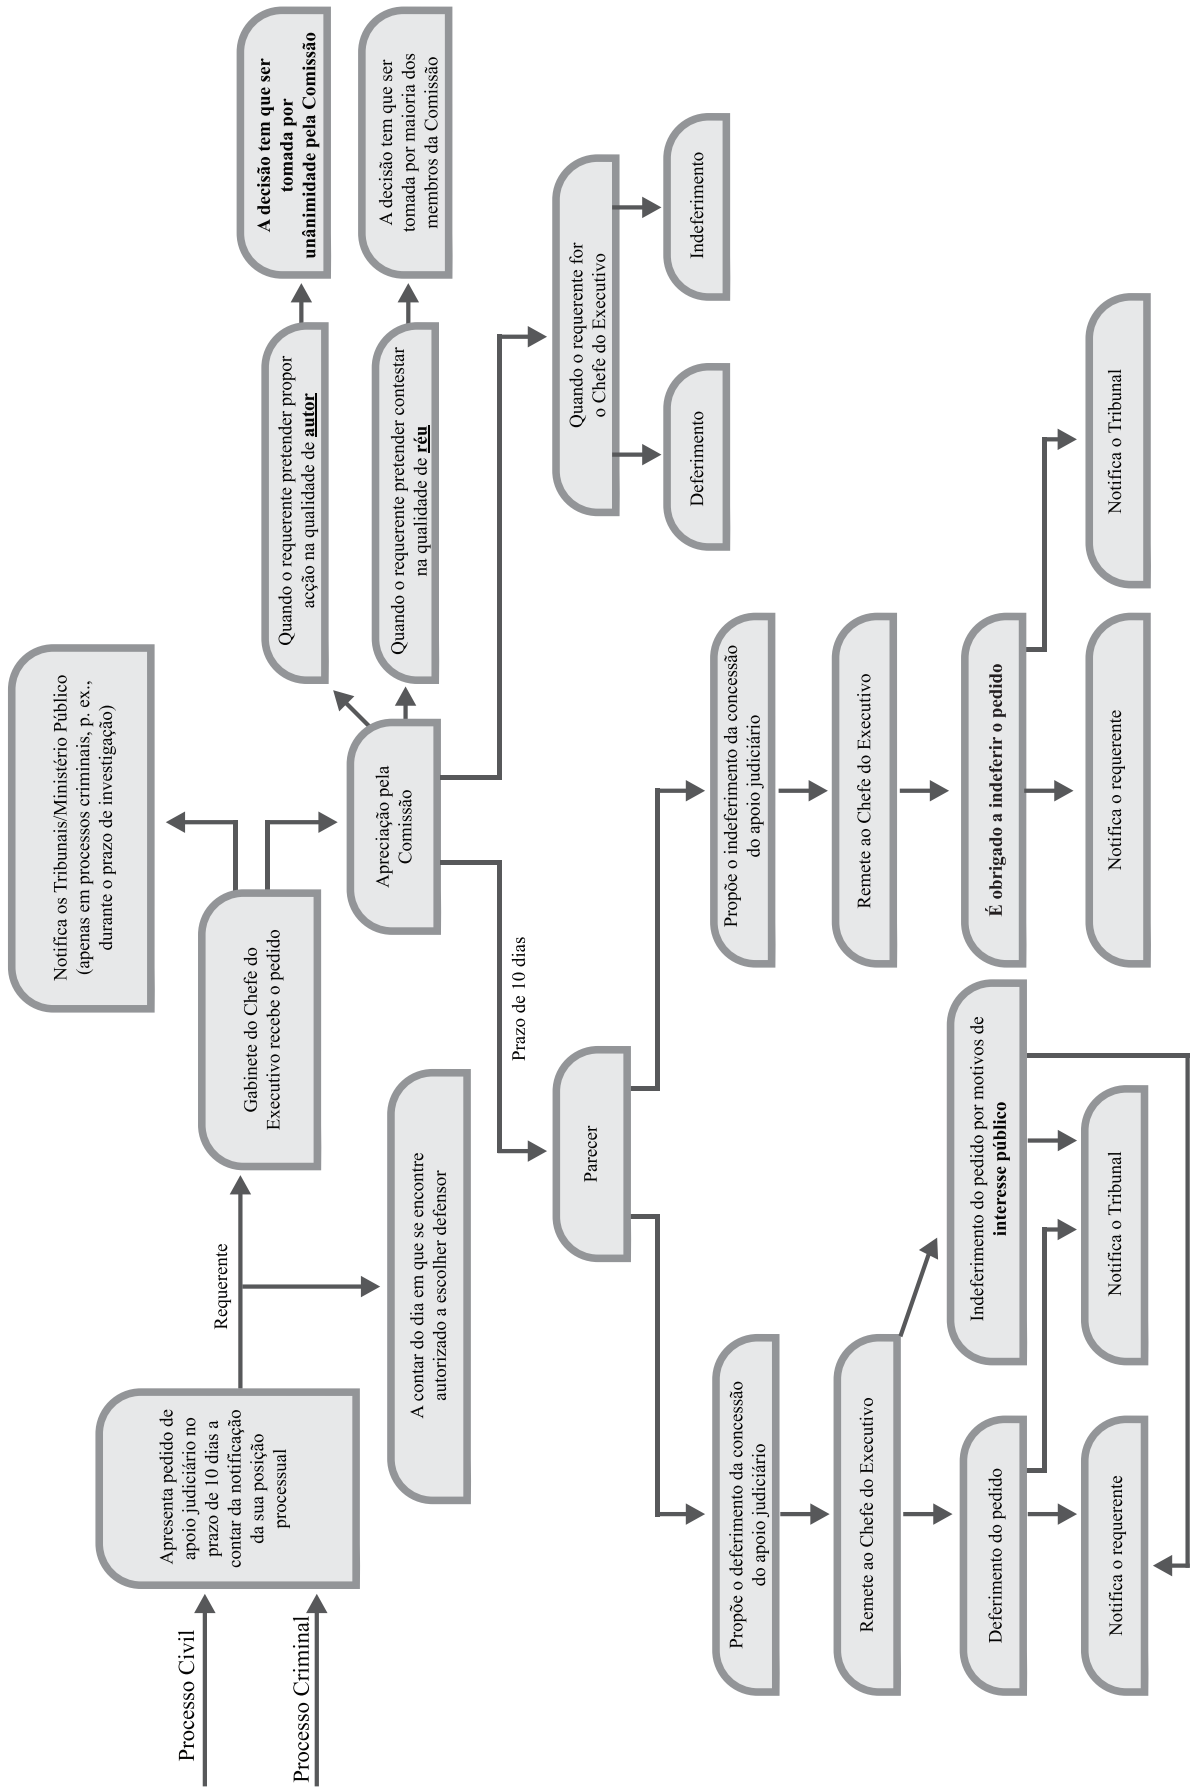 Processo Civil
Processo Criminal
Apresenta pedido de
apoio judiciário no
prazo de 10 dias a
contar da notificação
da sua posição
processual
Requerente
A contar do dia em que se encontre
autorizado a escolher defensor
Gabinete do Chefe do
Executivo recebe o pedido
Notifica os Tribunais/Ministério Público
(apenas em processos criminais, p. ex.,
durante o prazo de investigação)
Apreciação pela
Comissão
Quando o requerente pretender propor
acção na qualidade de autor
A decisão tem que ser
tomada por
unânimidade pela Comissão
Quando o requerente pretender contestar
na qualidade de réu
A decisão tem que ser
tomada por maioria dos
membros da Comissão
Prazo de 10 dias
Parecer
Quando o requerente for
o Chefe do Executivo
Deferimento
Indeferimento
Propõe o deferimento da concessão
do apoio judiciário
Remete ao Chefe do Executivo
Deferimento do pedido
Indeferimento do pedido por motivos de
interesse público
Notifica o requerente
Notifica o Tribunal
Propõe o indeferimento da concessão
do apoio judiciário
Remete ao Chefe do Executivo
É obrigado a indeferir o pedido
Notifica o requerente
Notifica o Tribunal